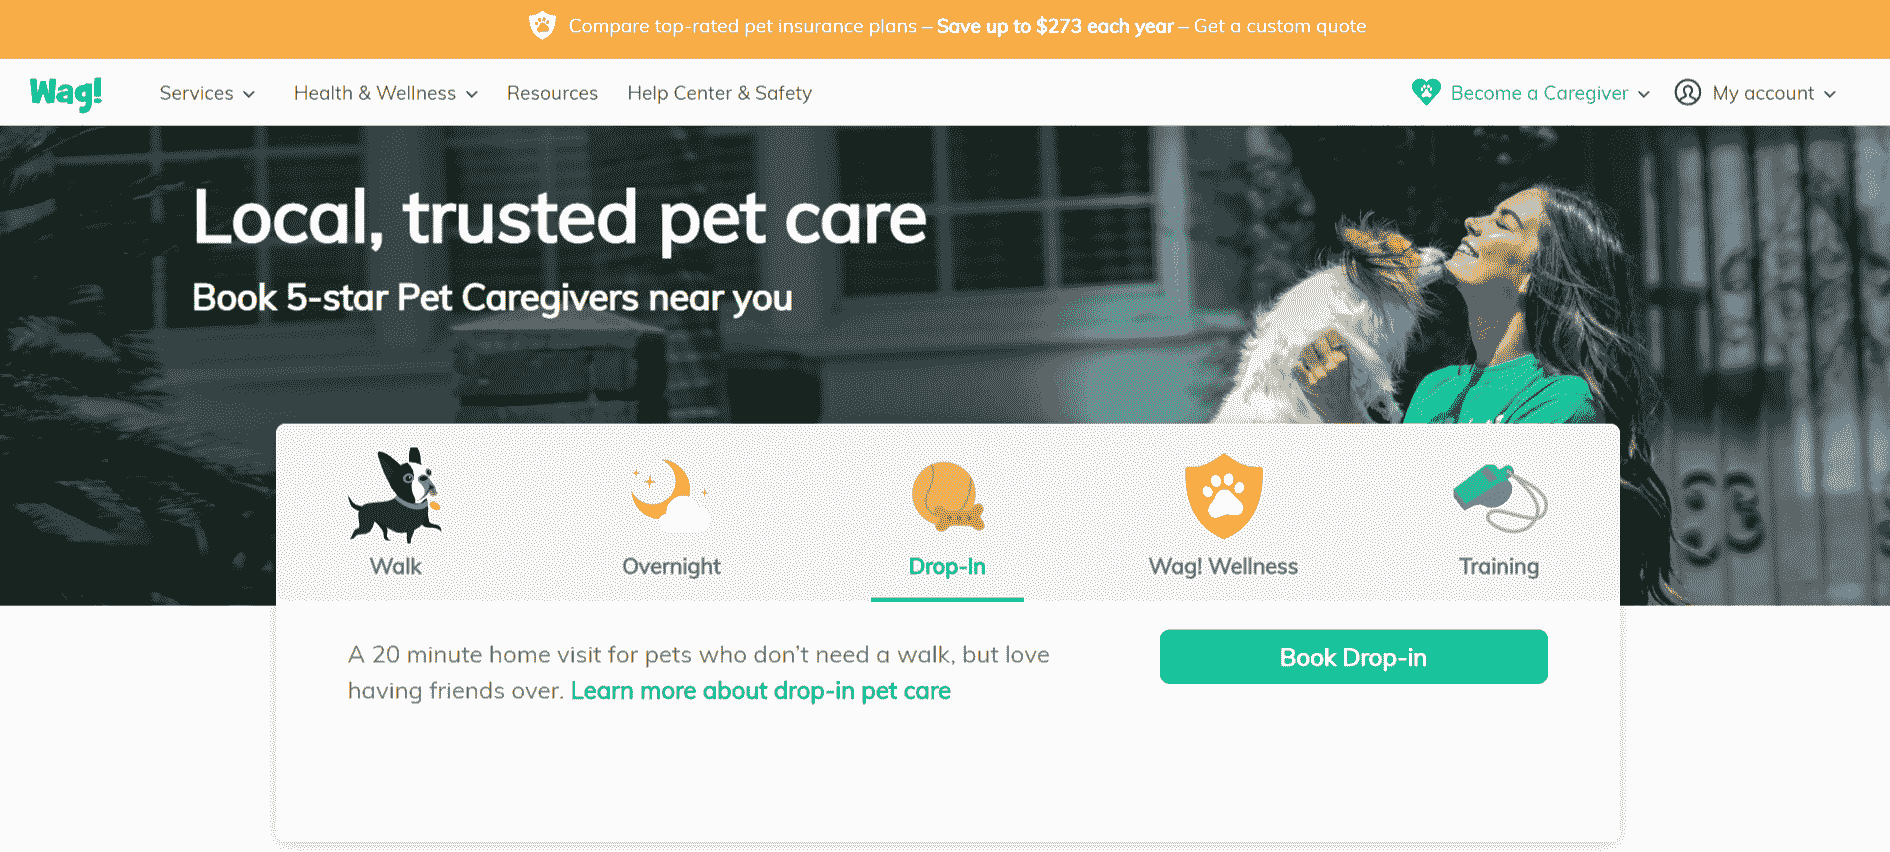 Compare top-rated pet insurance plans – Save up to $273 each year – Get a custom quote
Wag!
Services
Health & Wellness
Resources
Help Center & Safety
Become a Caregiver
My account
Local, trusted pet care
Book 5-star Pet Caregivers near you
Walk
Overnight
Drop-In
Wag! Wellness
Training
A 20 minute home visit for pets who don’t need a walk, but love
having friends over. Learn more about drop-in pet care
Book Drop-in